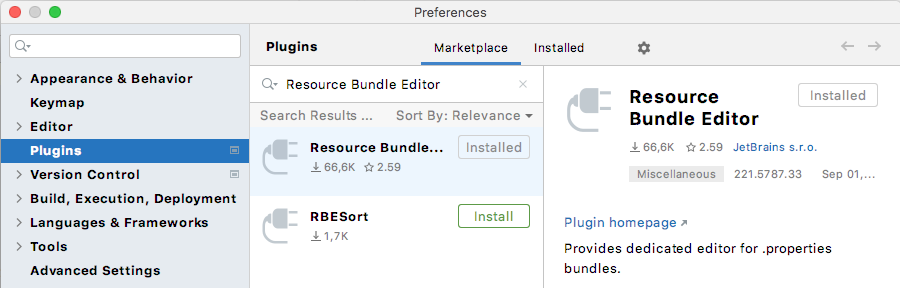 Preferences
Appearance & Behavior
Keymap
Editor
Plugins
Version Control
Build, Execution, Deployment
Languages & Frameworks
Tools
Advanced Settings
Plugins
Marketplace
Installed
Resource Bundle Editor
Search Results ... Sort By: Relevance
Resource Bundle... Installed
66,6K 2.59
RBESort Install
1,7K
Resource
Bundle Editor
Installed
66,6K 2.59 JetBrains s.r.o.
Miscellaneous 221.5787.33 Sep 01,...
Plugin homepage
Provides dedicated editor for .properties
bundles.